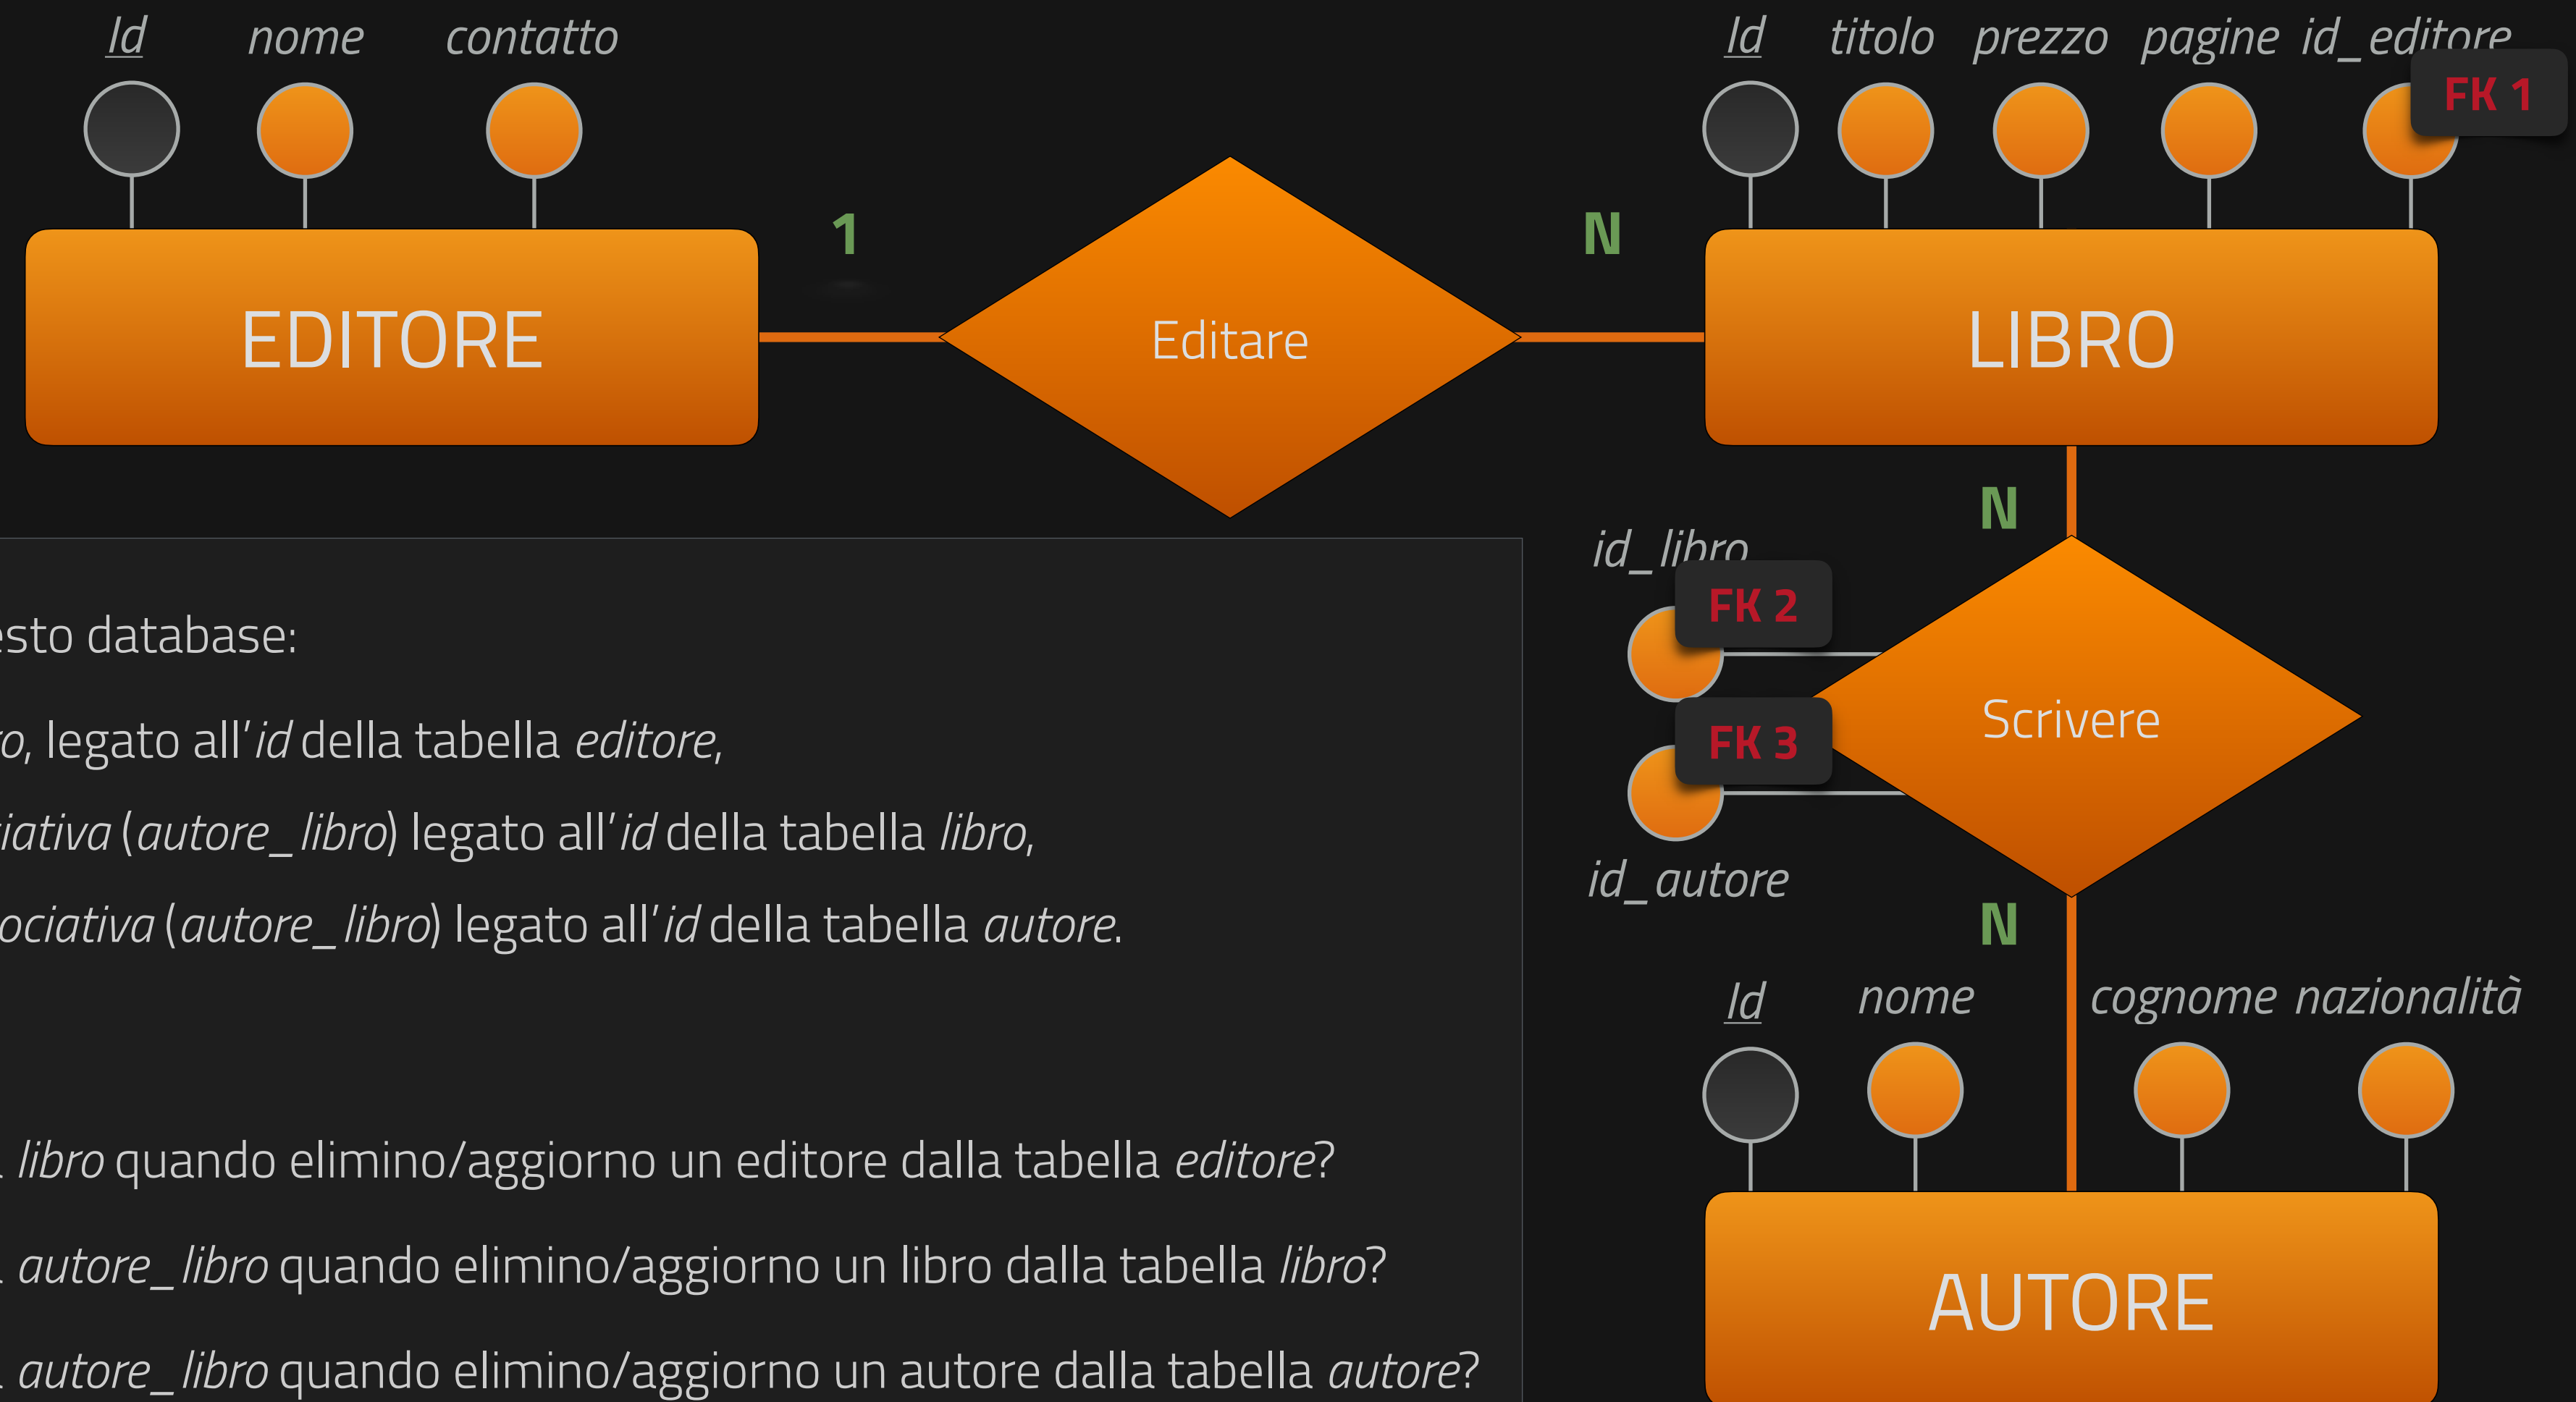 Id nome contatto
Id titolo prezzo pagine id_editore
FK 1
1
N
EDITORE
Editare
LIBRO
N
id_libro
FK 2
FK 3
Scrivere
id_autore
N
esto database:
ro, legato all'id della tabella editore,
iativa (autore_libro) legato all'id della tabella libro,
ociativa (autore_libro) legato all'id della tabella autore.
libro quando elimino/aggiorno un editore dalla tabella editore?
autore_libro quando elimino/aggiorno un libro dalla tabella libro?
autore_libro quando elimino/aggiorno un autore dalla tabella autore?
Id nome cognome nazionalità
AUTORE